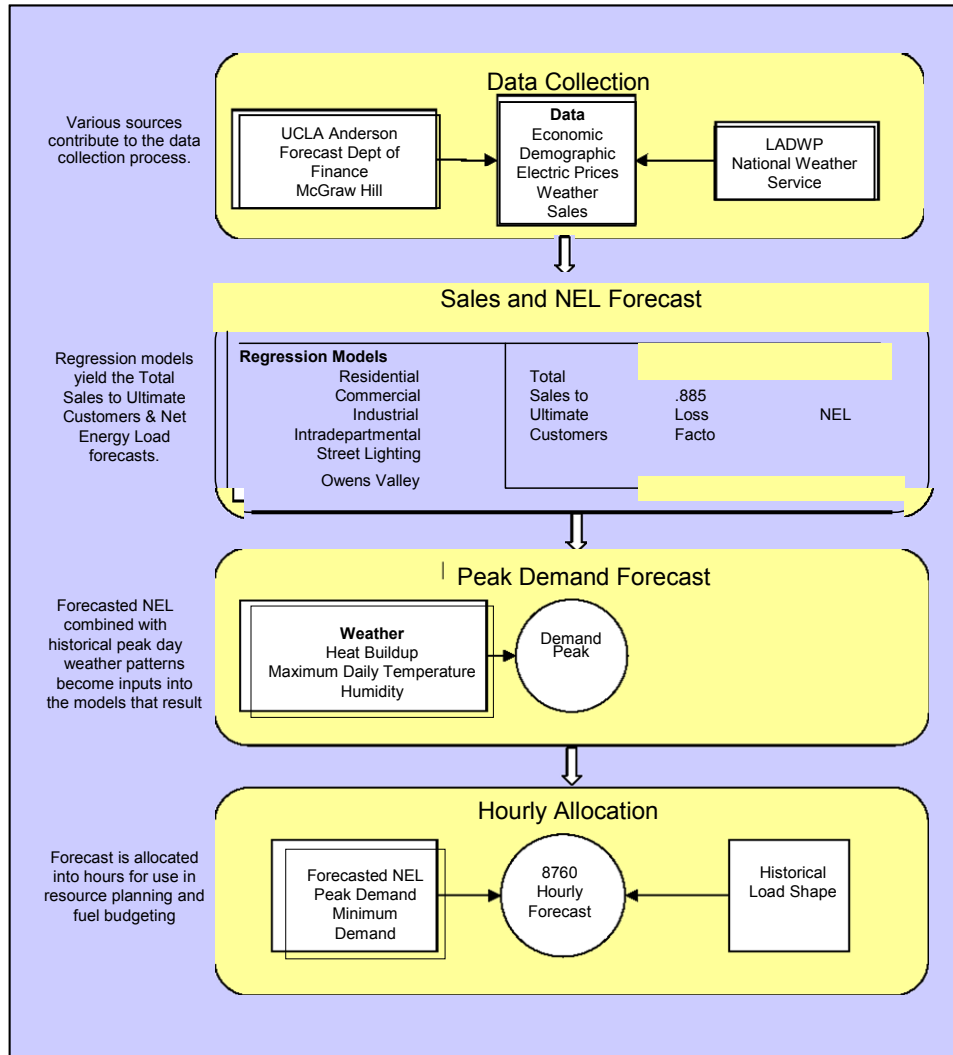 Data Collection
Various sources
contribute to the data
collection process.
UCLA Anderson
Forecast Dept of
Finance
McGraw Hill
Data
Economic
Demographic
Electric Prices
Weather
Sales
LADWP
National Weather
Service
Sales and NEL Forecast
Regression models
yield the Total
Sales to Ultimate
Customers & Net
Energy Load
forecasts.
Regression Models
Residential
Commercial
Industrial
Intradepartmental
Street Lighting
Owens Valley
Total
Sales to
Ultimate
Customers
.885
Loss
Facto
NEL
Peak Demand Forecast
Forecasted NEL
combined with
historical peak day
weather patterns
become inputs into
the models that result
Weather
Heat Buildup
Maximum Daily Temperature
Humidity
Demand
Peak
Hourly Allocation
Forecast is allocated
into hours for use in
resource planning and
fuel budgeting
Forecasted NEL
Peak Demand
Minimum
Demand
8760
Hourly
Forecast
Historical
Load Shape